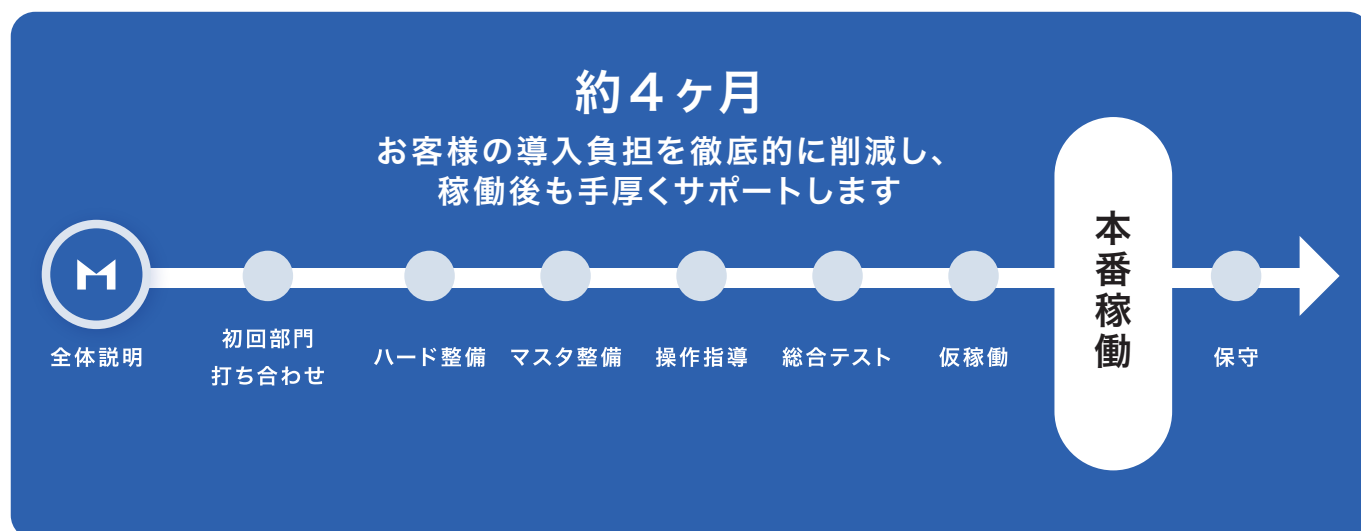 約4ヶ月
お客様の導入負担を徹底的に削減し、
稼働後も手厚くサポートします
M
全体説明
初回部門
打ち合わせ
ハード整備
マスタ整備
操作指導
総合テスト
仮稼働
本番稼働
保守